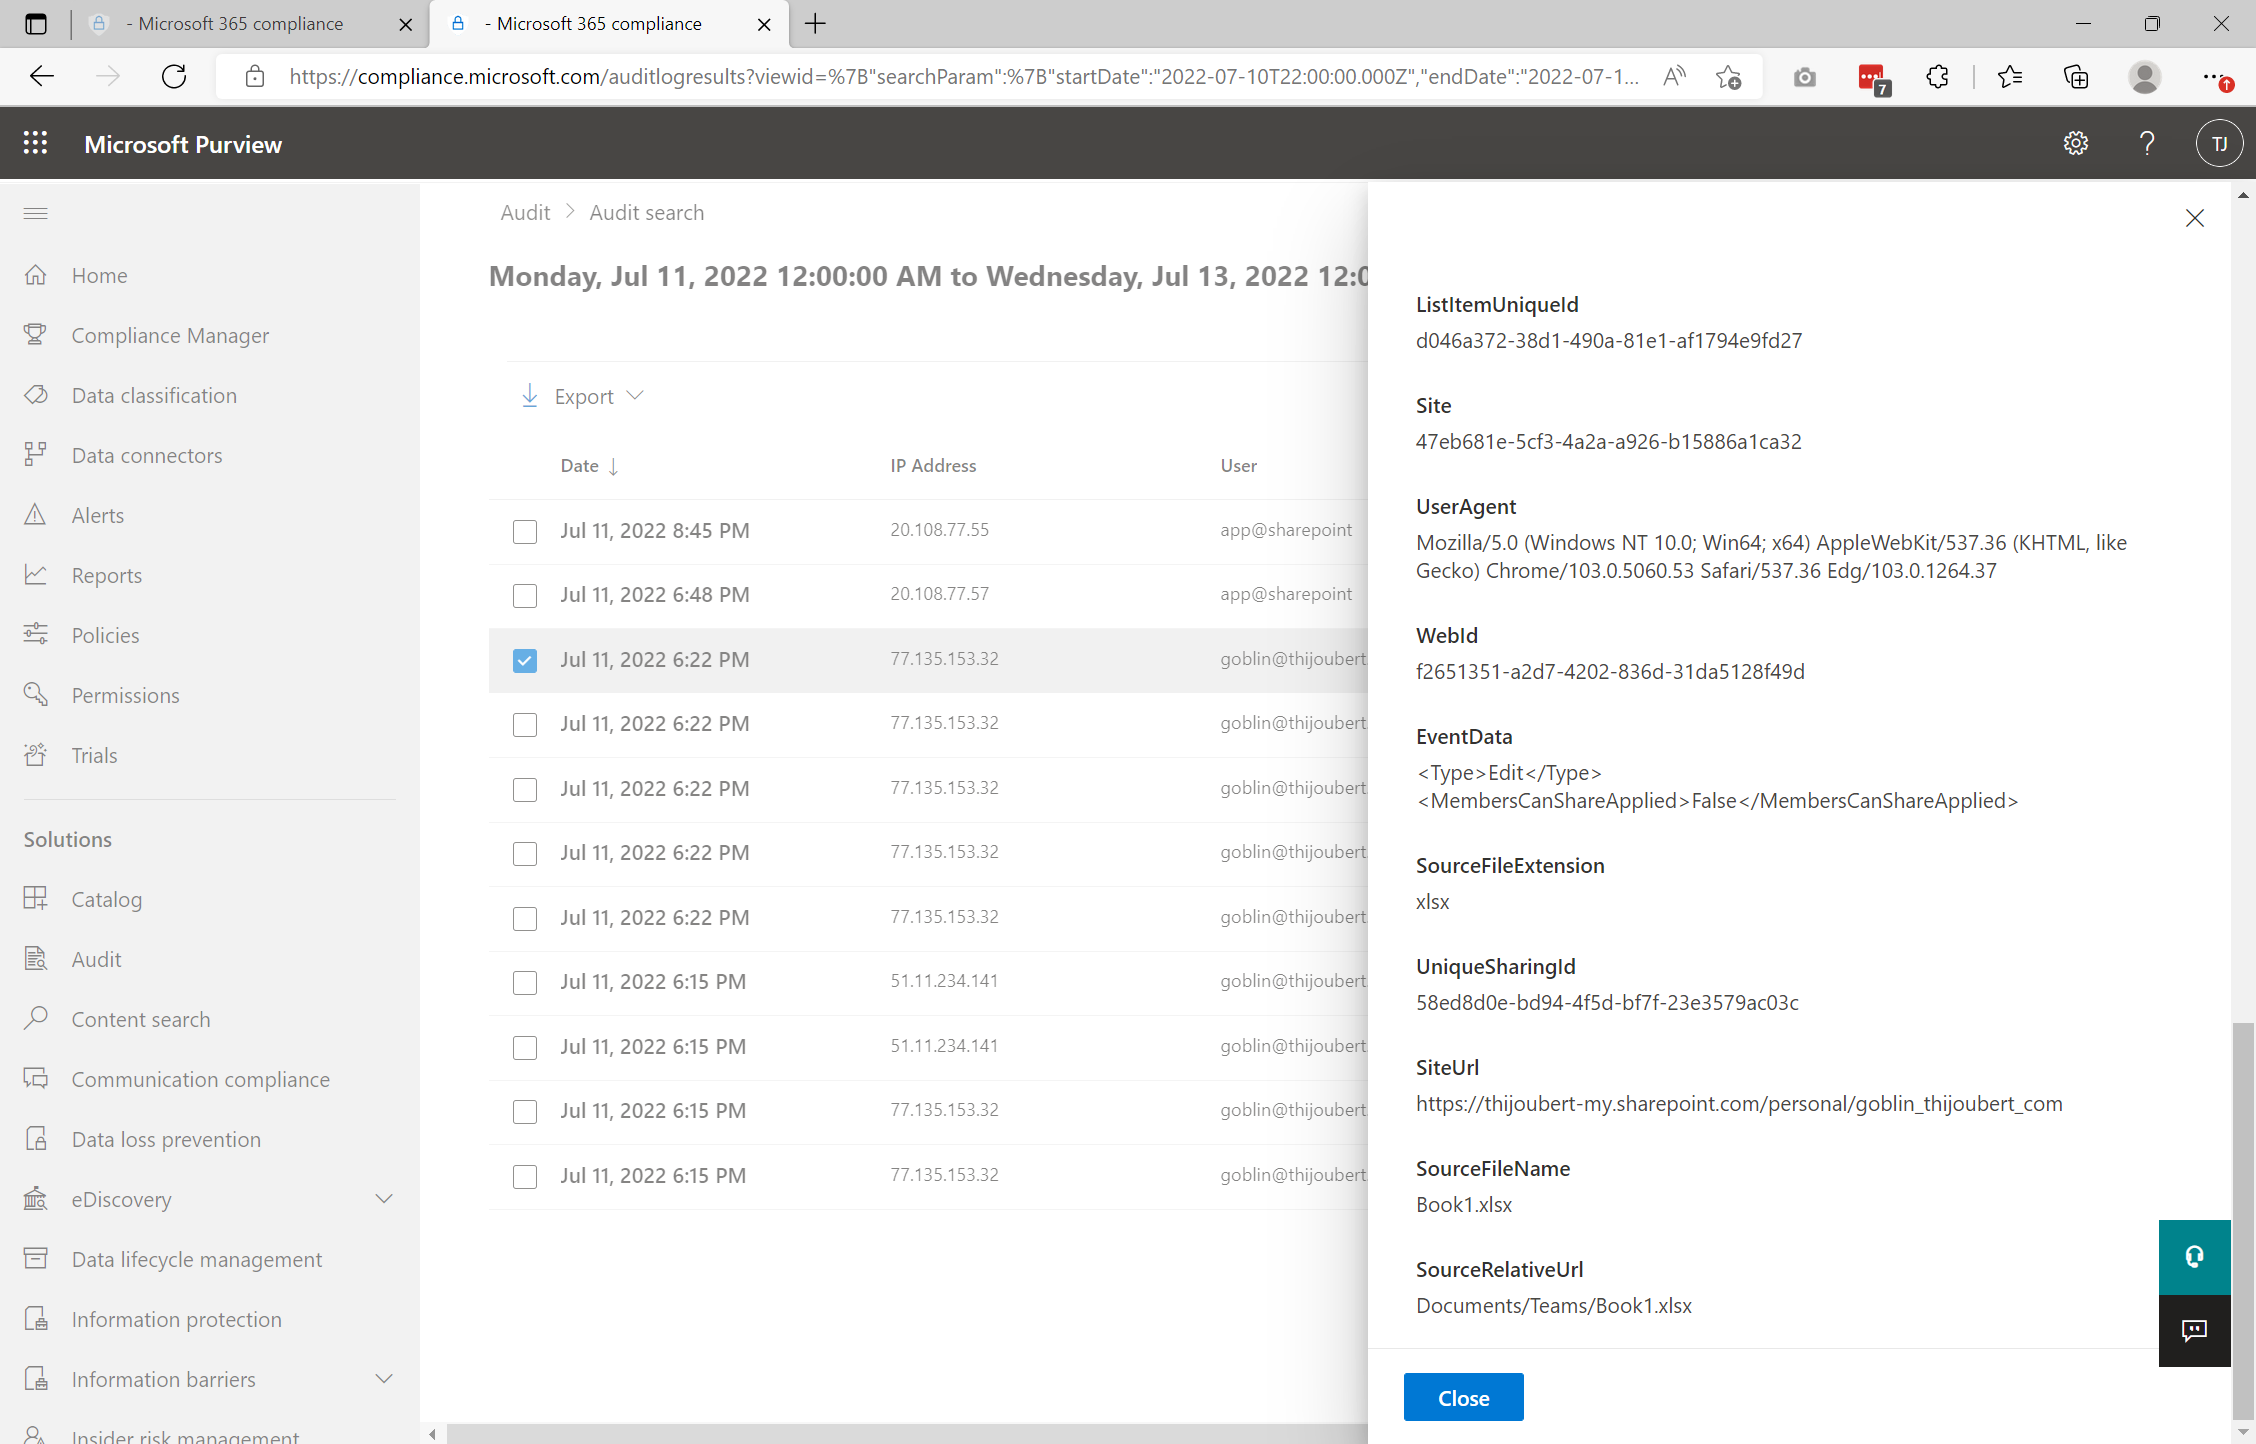 - Microsoft 365 compliance
- Microsoft 365 compliance
https://compliance.microsoft.com/auditlogresults?viewid=%7B"searchParam":%7B"startDate":"2022-07-10T22:00:00.000Z","endDate":"2022-07-1...
7
Microsoft Purview
TJ
Home
Compliance Manager
Data classification
Data connectors
Alerts
Reports
Policies
Permissions
Trials
Solutions
Catalog
Audit
Content search
Communication compliance
Data loss prevention
eDiscovery
Data lifecycle management
Information protection
Information barriers
Insider risk management
Audit > Audit search
Monday, Jul 11, 2022 12:00:00 AM to Wednesday, Jul 13, 2022 12:0
Export
Date IP Address User
Jul 11, 2022 8:45 PM 20.108.77.55 app@sharepoint
Jul 11, 2022 6:48 PM 20.108.77.57 app@sharepoint
Jul 11, 2022 6:22 PM 77.135.153.32 goblin@thijoubert
Jul 11, 2022 6:22 PM 77.135.153.32 goblin@thijoubert.
Jul 11, 2022 6:22 PM 77.135.153.32 goblin@thijoubert.
Jul 11, 2022 6:22 PM 77.135.153.32 goblin@thijoubert.
Jul 11, 2022 6:22 PM 77.135.153.32 goblin@thijoubert.
Jul 11, 2022 6:15 PM 51.11.234.141 goblin@thijoubert.
Jul 11, 2022 6:15 PM 51.11.234.141 goblin@thijoubert.
Jul 11, 2022 6:15 PM 77.135.153.32 goblin@thijoubert.
Jul 11, 2022 6:15 PM 77.135.153.32 goblin@thijoubert.
ListItemUniqueId
d046a372-38d1-490a-81e1-af1794e9fd27
Site
47eb681e-5cf3-4a2a-a926-b15886a1ca32
UserAgent
Mozilla/5.0 (Windows NT 10.0; Win64; x64) AppleWebKit/537.36 (KHTML, like
Gecko) Chrome/103.0.5060.53 Safari/537.36 Edg/103.0.1264.37
WebId
f2651351-a2d7-4202-836d-31da5128f49d
EventData
<Type>Edit</Type>
<MembersCanShareApplied>False</MembersCanShareApplied>
SourceFileExtension
xlsx
UniqueSharingId
58ed8d0e-bd94-4f5d-bf7f-23e3579ac03c
SiteUrl
https://thijoubert-my.sharepoint.com/personal/goblin_thijoubert_com
SourceFileName
Book1.xlsx
SourceRelativeUrl
Documents/Teams/Book1.xlsx
Close